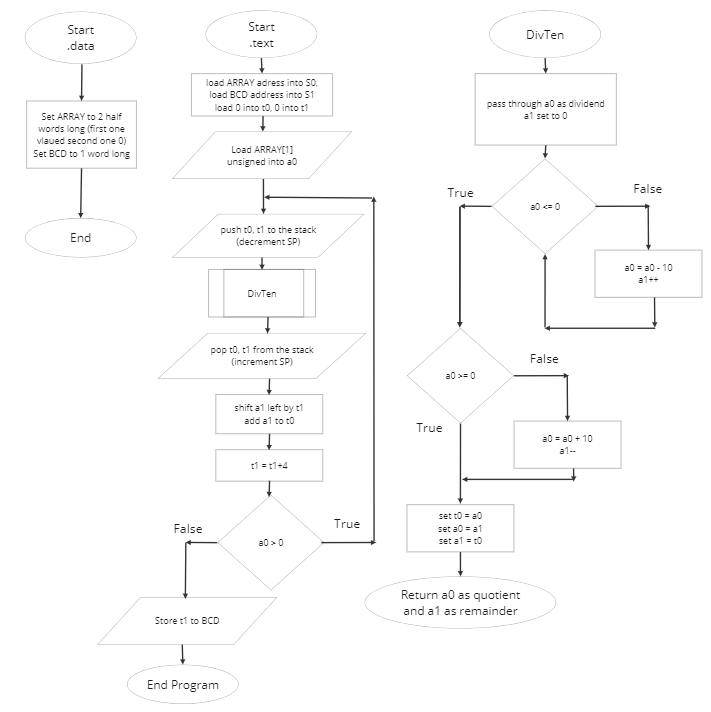 Start
.data
Set ARRAY to 2 half
words long (first one
vlaued second one 0)
Set BCD to 1 word long
End
Start
.text
load ARRAY adress into S0,
load BCD address into S1
load 0 into t0, 0 into t1
Load ARRAY[1]
unsigned into a0
push t0, t1 to the stack
(decrement SP)
DivTen
pop t0, t1 from the stack
(increment SP)
shift a1 left by t1
add a1 to t0
t1 = t1+4
a0 > 0
False
True
Store t1 to BCD
End Program
DivTen
pass through a0 as dividend
a1 set to 0
a0 <= 0
True
False
a0 = a0 - 10
a1++
a0 >= 0
False
True
a0 = a0 + 10
a1--
set t0 = a0
set a0 = a1
set a1 = t0
Return a0 as quotient
and a1 as remainder